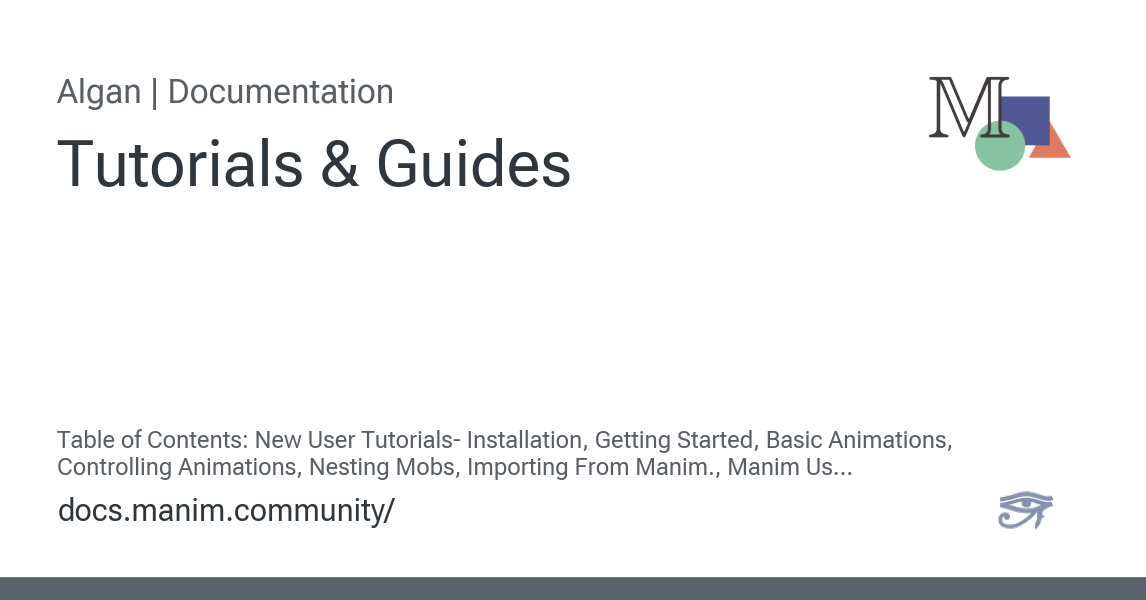 Algan | Documentation
M
Tutorials & Guides
Table of Contents: New User Tutorials- Installation, Getting Started, Basic Animations,
Controlling Animations, Nesting Mobs, Importing From Manim., Manim Us...
docs.manim.community/